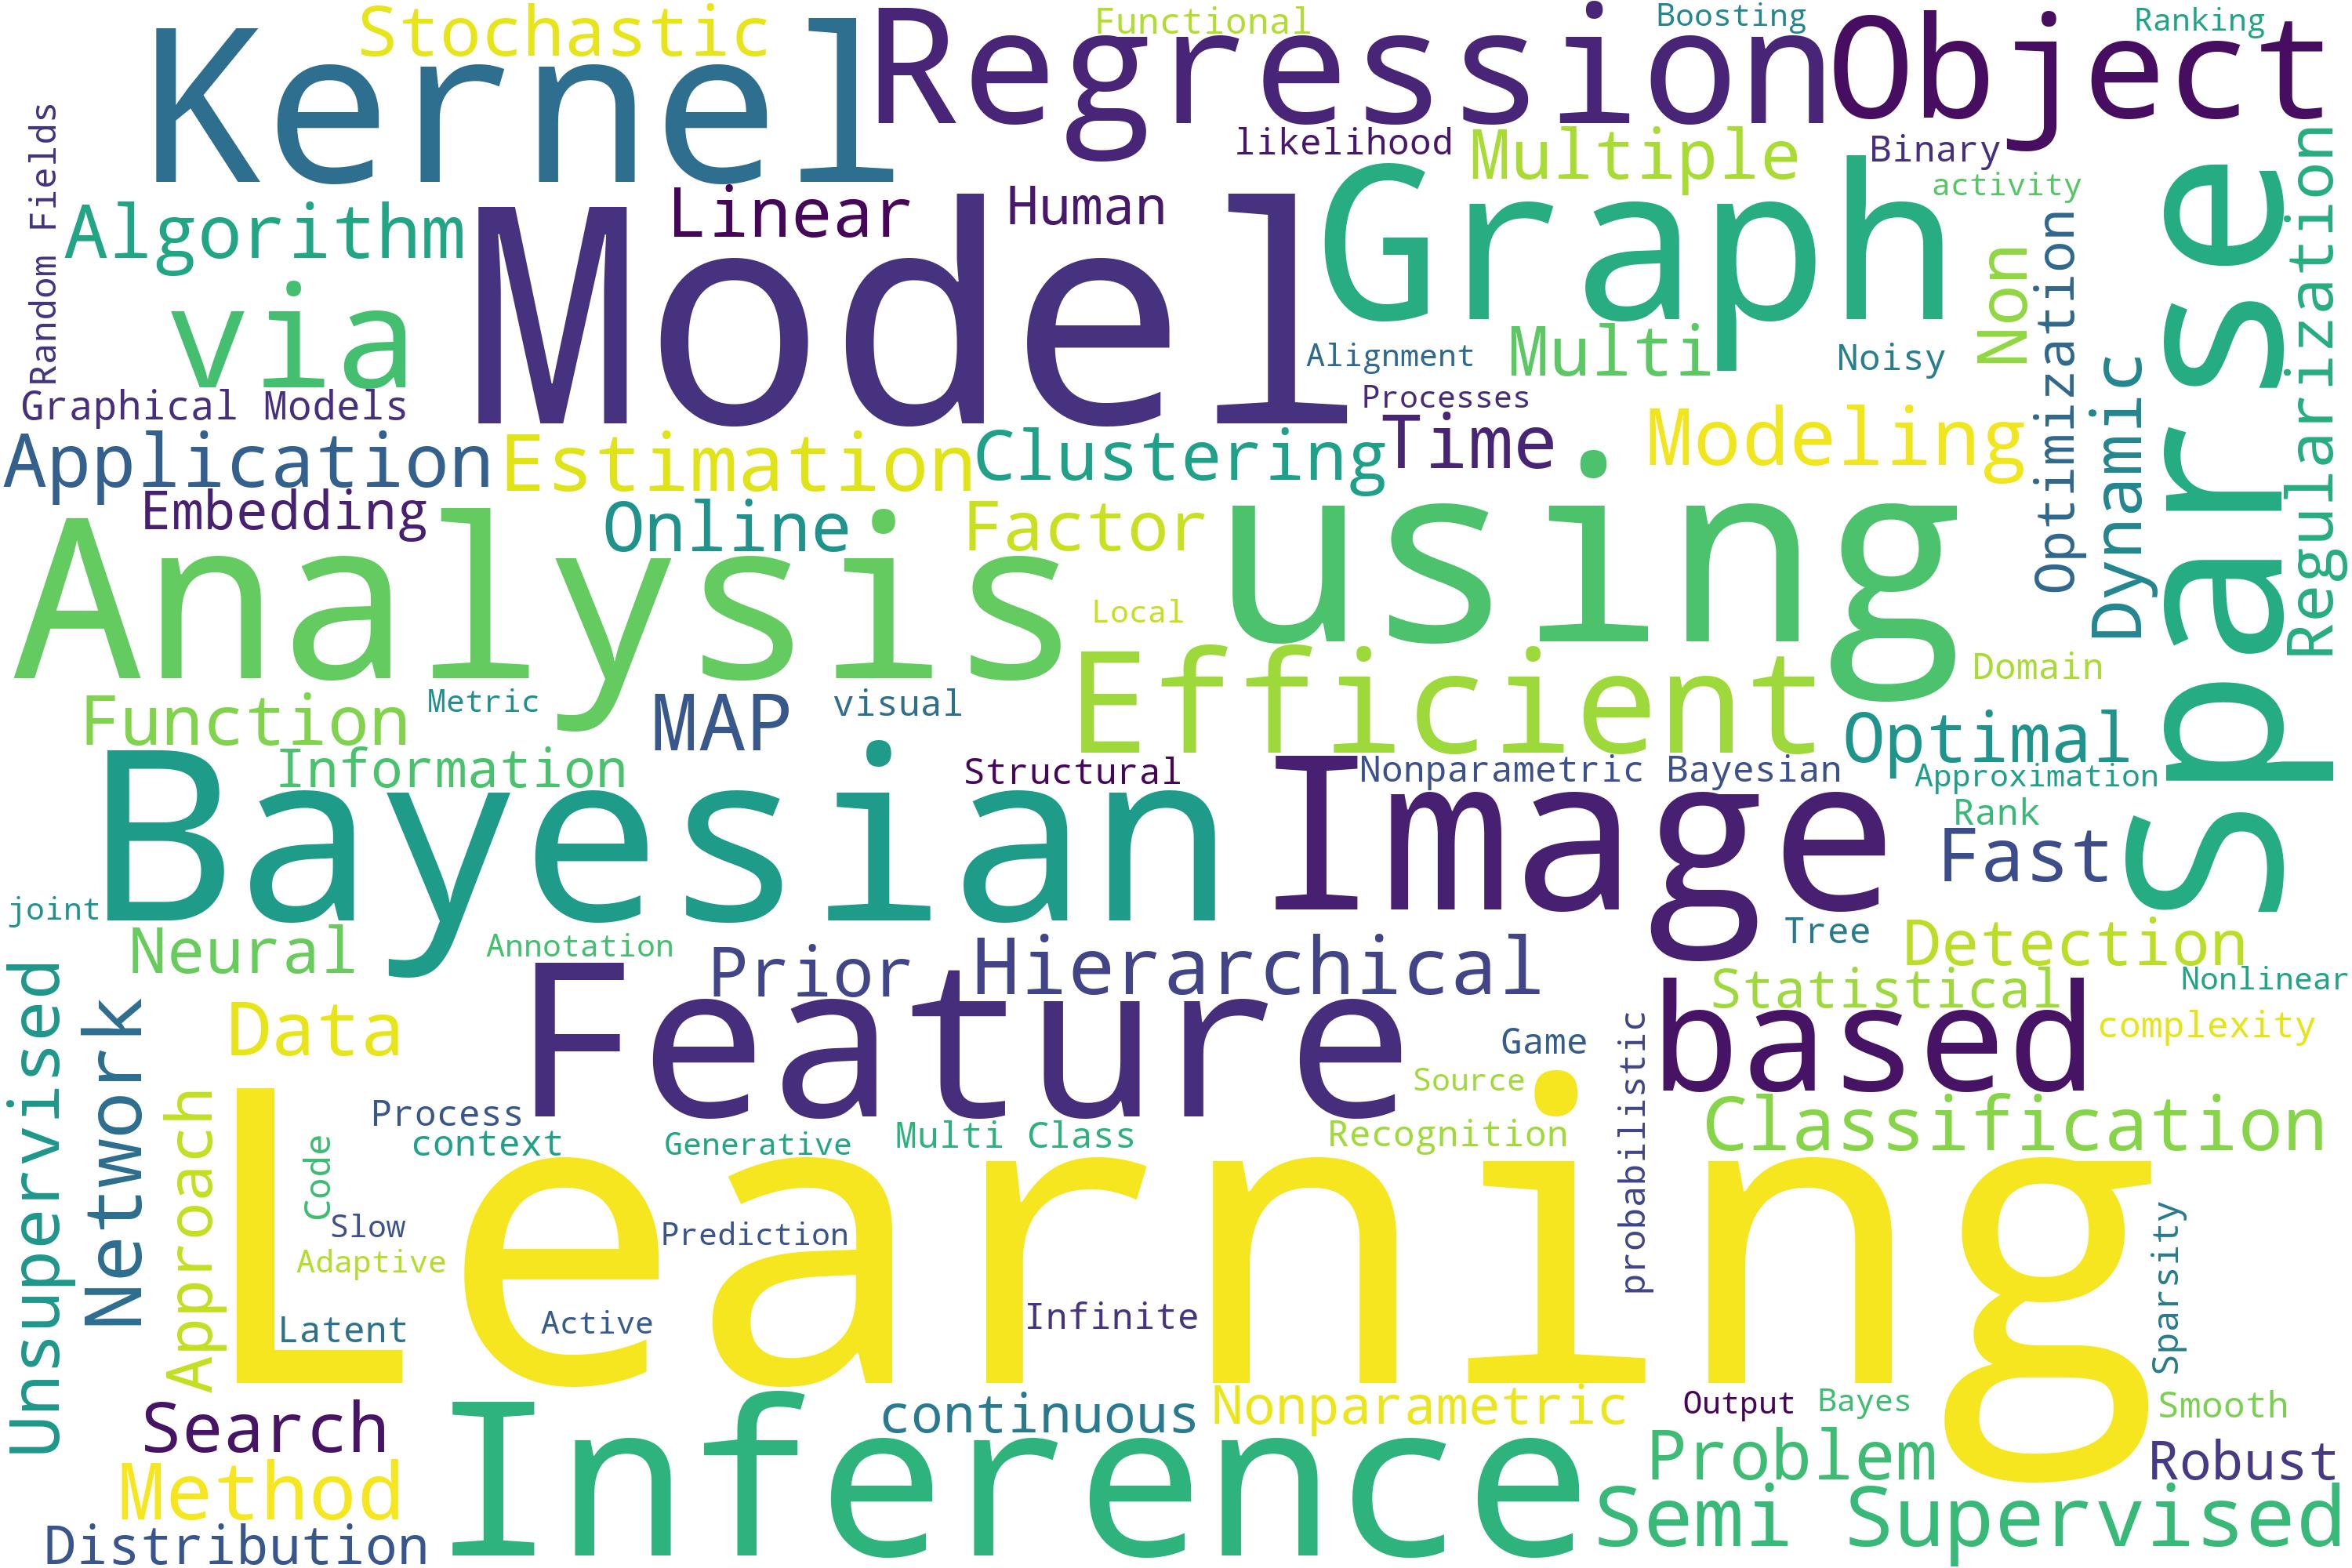 Stochastic
Functional
Boosting
Ranking
Kernel
Regression
Object
likelihood
Multiple
Binary
activity
Random Fields
Algorithm
Linear
Human
Model
Graph
Non
Optimization
Sparse
Regularization
via
Alignment
Multi
Noisy
Dynamic
Graphical Models
Processes
Application
Estimation
Clustering
Time
Modeling
Embedding
Online
Factor
using
Analysis
Local
Efficient
Domain
Function
Metric
MAP
visual
Optimal
Information
Structural
Nonparametric Bayesian
Approximation
Bayesian
Image
Rank
Fast
joint
Neural
Annotation
Prior
Hierarchical
Tree
Detection
Unsupervised
Network
Data
Feature
Statistical
Nonlinear
based
complexity
Game
probabilistic
Source
Approach
Process
context
Code
Generative
Multi Class
Recognition
Classification
Learning
Slow
Adaptive
Prediction
Sparsity
Latent
Active
Infinite
Search
continuous
Nonparametric
Output
Bayes
Smooth
Inference
Problem
Robust
Method
Semi Supervised
Distribution